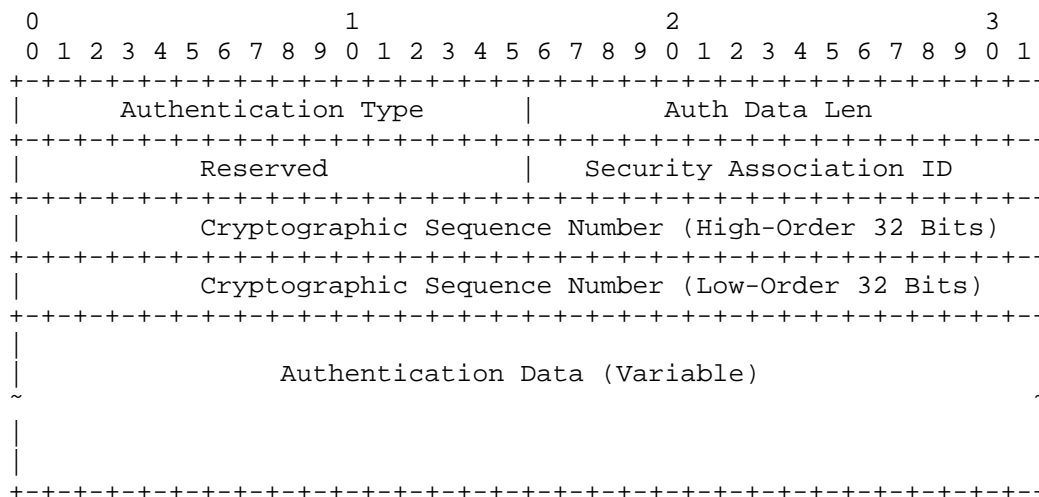 0                   1                   2                   3
0 1 2 3 4 5 6 7 8 9 0 1 2 3 4 5 6 7 8 9 0 1 2 3 4 5 6 7 8 9 0 1
+-+-+-+-+-+-+-+-+-+-+-+-+-+-+-+-+-+-+-+-+-+-+-+-+-+-+-+-+-+-+-+--
|      Authentication Type      |        Auth Data Len
+-+-+-+-+-+-+-+-+-+-+-+-+-+-+-+-+-+-+-+-+-+-+-+-+-+-+-+-+-+-+-+--
|           Reserved            |   Security Association ID
+-+-+-+-+-+-+-+-+-+-+-+-+-+-+-+-+-+-+-+-+-+-+-+-+-+-+-+-+-+-+-+--
|           Cryptographic Sequence Number (High-Order 32 Bits)
+-+-+-+-+-+-+-+-+-+-+-+-+-+-+-+-+-+-+-+-+-+-+-+-+-+-+-+-+-+-+-+--
|           Cryptographic Sequence Number (Low-Order 32 Bits)
+-+-+-+-+-+-+-+-+-+-+-+-+-+-+-+-+-+-+-+-+-+-+-+-+-+-+-+-+-+-+-+--
|
|                Authentication Data (Variable)
~                                                               ~
|
|
+-+-+-+-+-+-+-+-+-+-+-+-+-+-+-+-+-+-+-+-+-+-+-+-+-+-+-+-+-+-+-+--